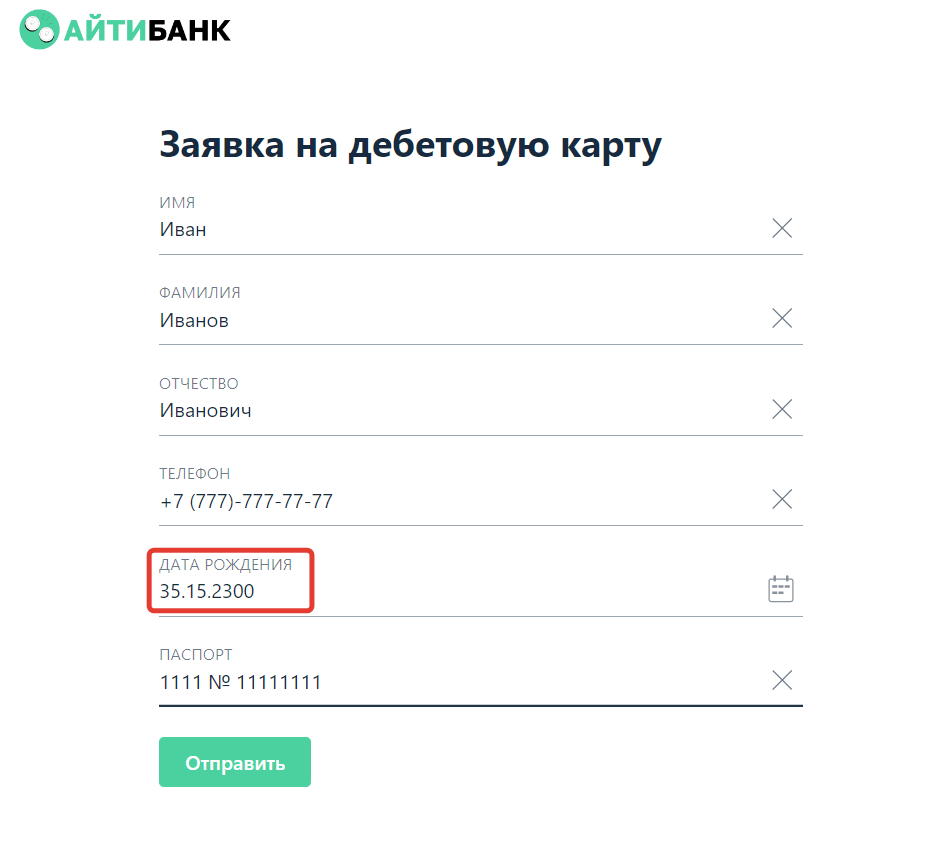 АЙТИБАНК
Заявка на дебетовую карту
ИМЯ
Иван
ФАМИЛИЯ
Иванов
ОТЧЕСТВО
Иванович
ТЕЛЕФОН
+7 (777)-777-77-77
ДАТА РОЖДЕНИЯ
35.15.2300
ПАСПОРТ
1111 № 11111111
Отправить